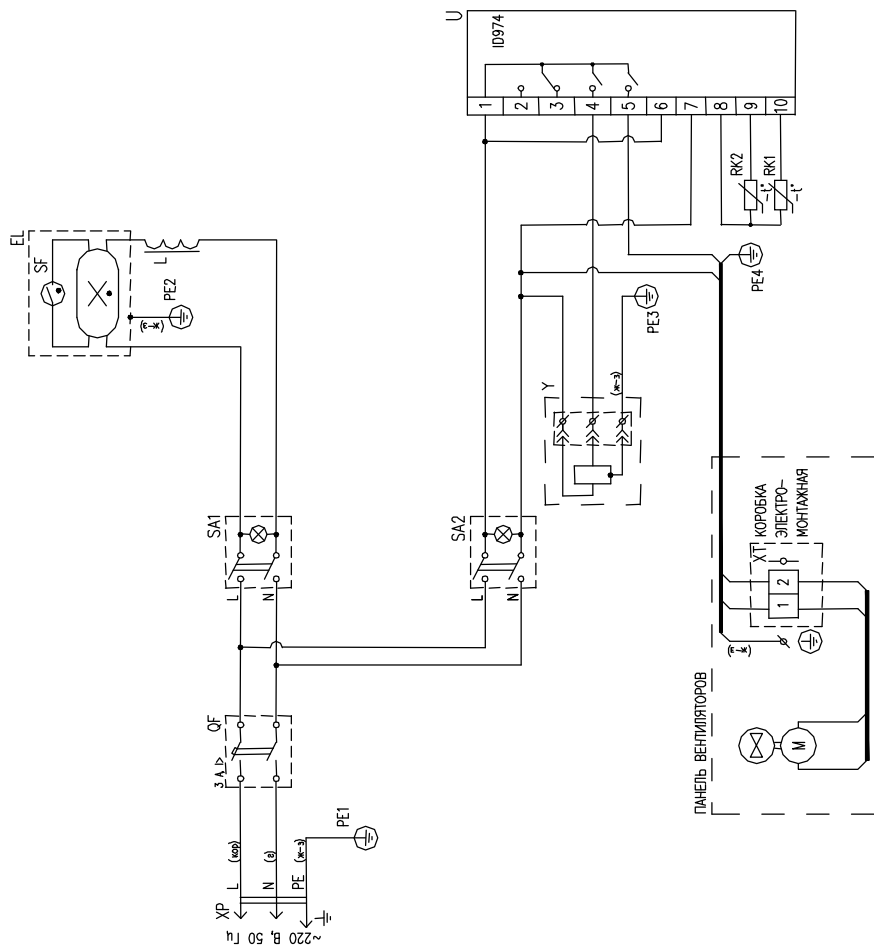 U
ID974
1
2
3
4
5
6
7
8
9
10
RK2
-t°
RK1
-t°
EL
SF
L
PE2
(ж-з)
PE3
PE4
Y
(ж-з)
SA1
L
N
SA2
L
N
КОРОБКА
ЭЛЕКТРО-
МОНТАЖНАЯ
XT
1
2
(ж-з)
ПАНЕЛЬ ВЕНТИЛЯТОРОВ
M
QF
3 А
PE1
XP
L
(кор)
N
(г)
PE
(ж-з)
~220 В, 50 Гц